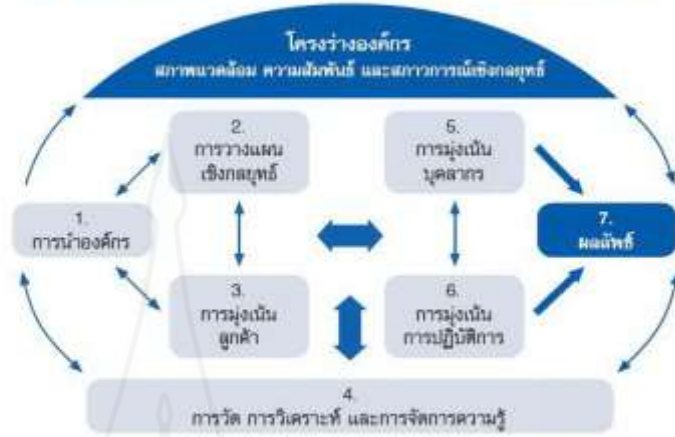 โครงร่างองค์กร
สภาพแวดล้อม ความสัมพันธ์ และสภาวการณ์เชิงกลยุทธ์
1.
การนำองค์กร
2.
การวางแผน
เชิงกลยุทธ์
3.
การมุ่งเน้น
ลูกค้า
5.
การมุ่งเน้น
บุคลากร
6.
การมุ่งเน้น
การปฏิบัติการ
7.
ผลลัพธ์
4.
การวัด การวิเคราะห์ และการจัดการความรู้